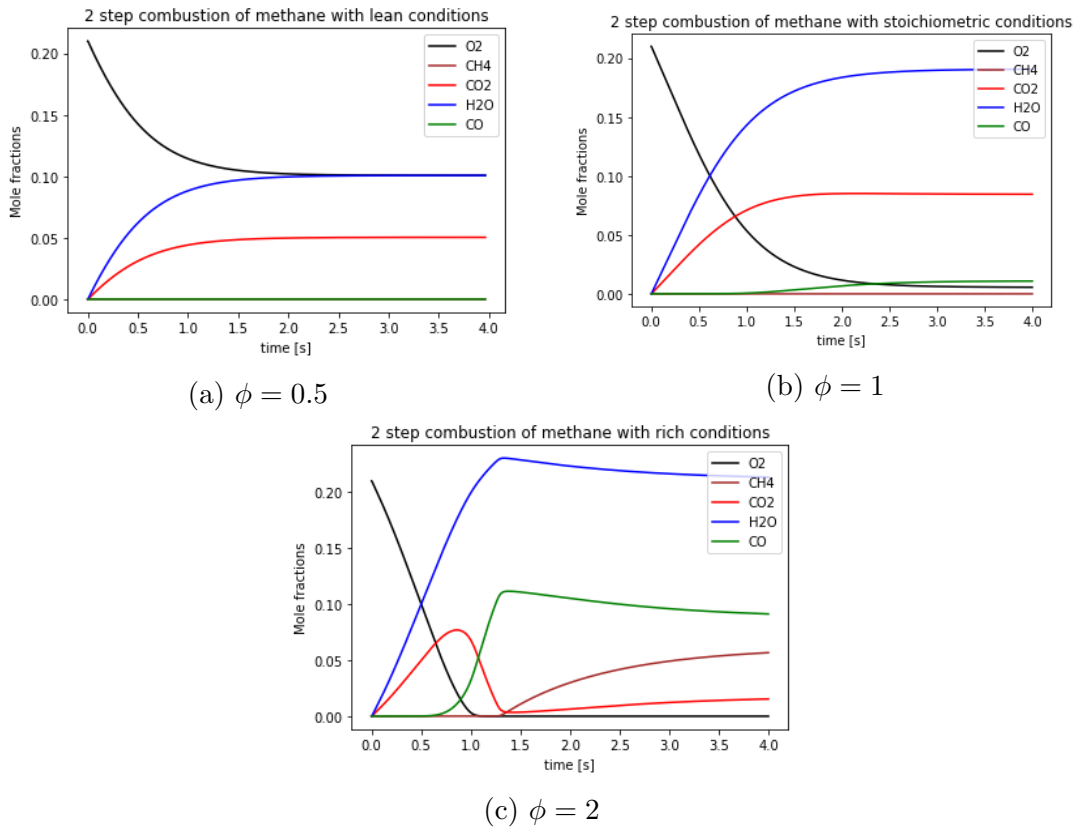 2 step combustion of methane with lean conditions
Mole fractions
0.20
0.15
0.10
0.05
0.00
O2
CH4
CO2
H2O
CO
0.0 0.5 1.0 1.5 2.0 2.5 3.0 3.5 4.0
time [s]
(a) ϕ = 0.5
2 step combustion of methane with stoichiometric conditions
Mole fractions
0.20
0.15
0.10
0.05
0.00
O2
CH4
CO2
H2O
CO
0.0 0.5 1.0 1.5 2.0 2.5 3.0 3.5 4.0
time [s]
(b) ϕ = 1
2 step combustion of methane with rich conditions
Mole fractions
0.20
0.15
0.10
0.05
0.00
O2
CH4
CO2
H2O
CO
0.0 0.5 1.0 1.5 2.0 2.5 3.0 3.5 4.0
time [s]
(c) ϕ = 2